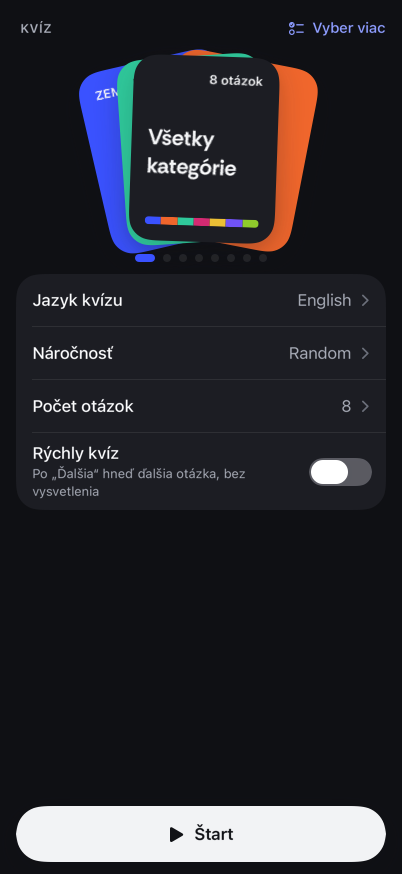 KVÍZ
Vyber viac
8 otázok
Všetky
kategórie
Jazyk kvízu
English
Náročnosť
Random
Počet otázok
8
Rýchly kvíz
Po „Ďalšia“ hneď ďalšia otázka, bez
vysvetlenia
Štart